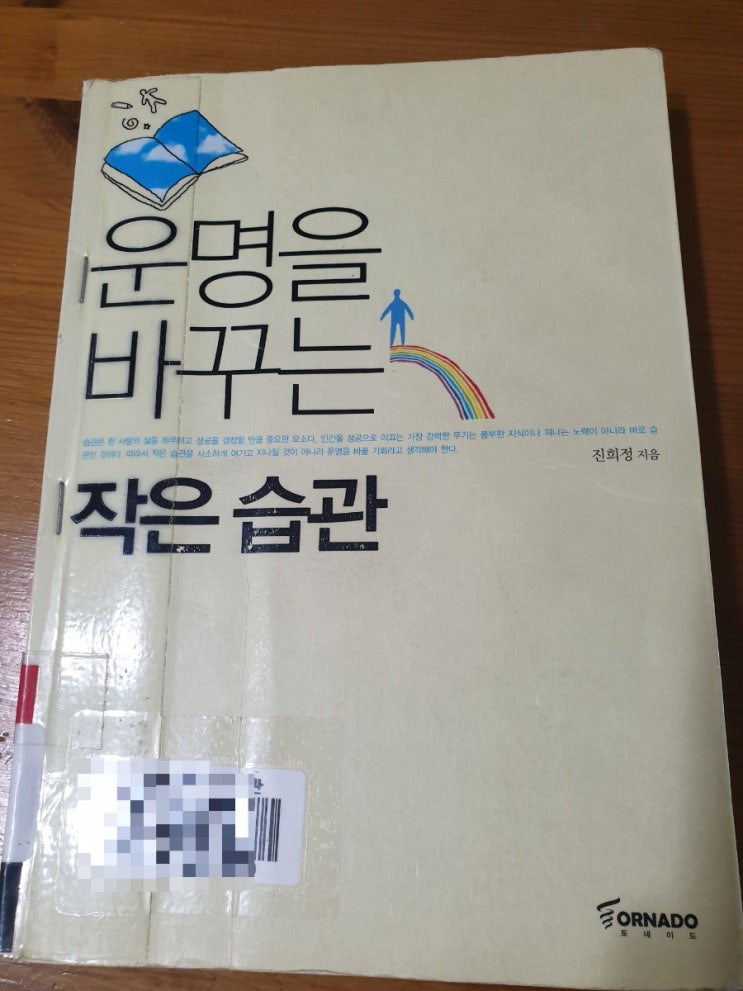 운명을
바꾸는
습관은 한 사람의 삶을 좌우하고 성공을 결정할 만큼 중요한 요소다. 인간을 성공으로 이끄는 가장 강력한 무기는 풍부한 지식이나 피나는 노력이 아니라 바로 습
관인 것이다. 따라서 작은 습관을 사소하게 여기고 지나칠 것이 아니라 운명을 바꿀 기회라고 생각해야 한다.
진희정 지음
작은 습관
관
TORNADO
토네이도